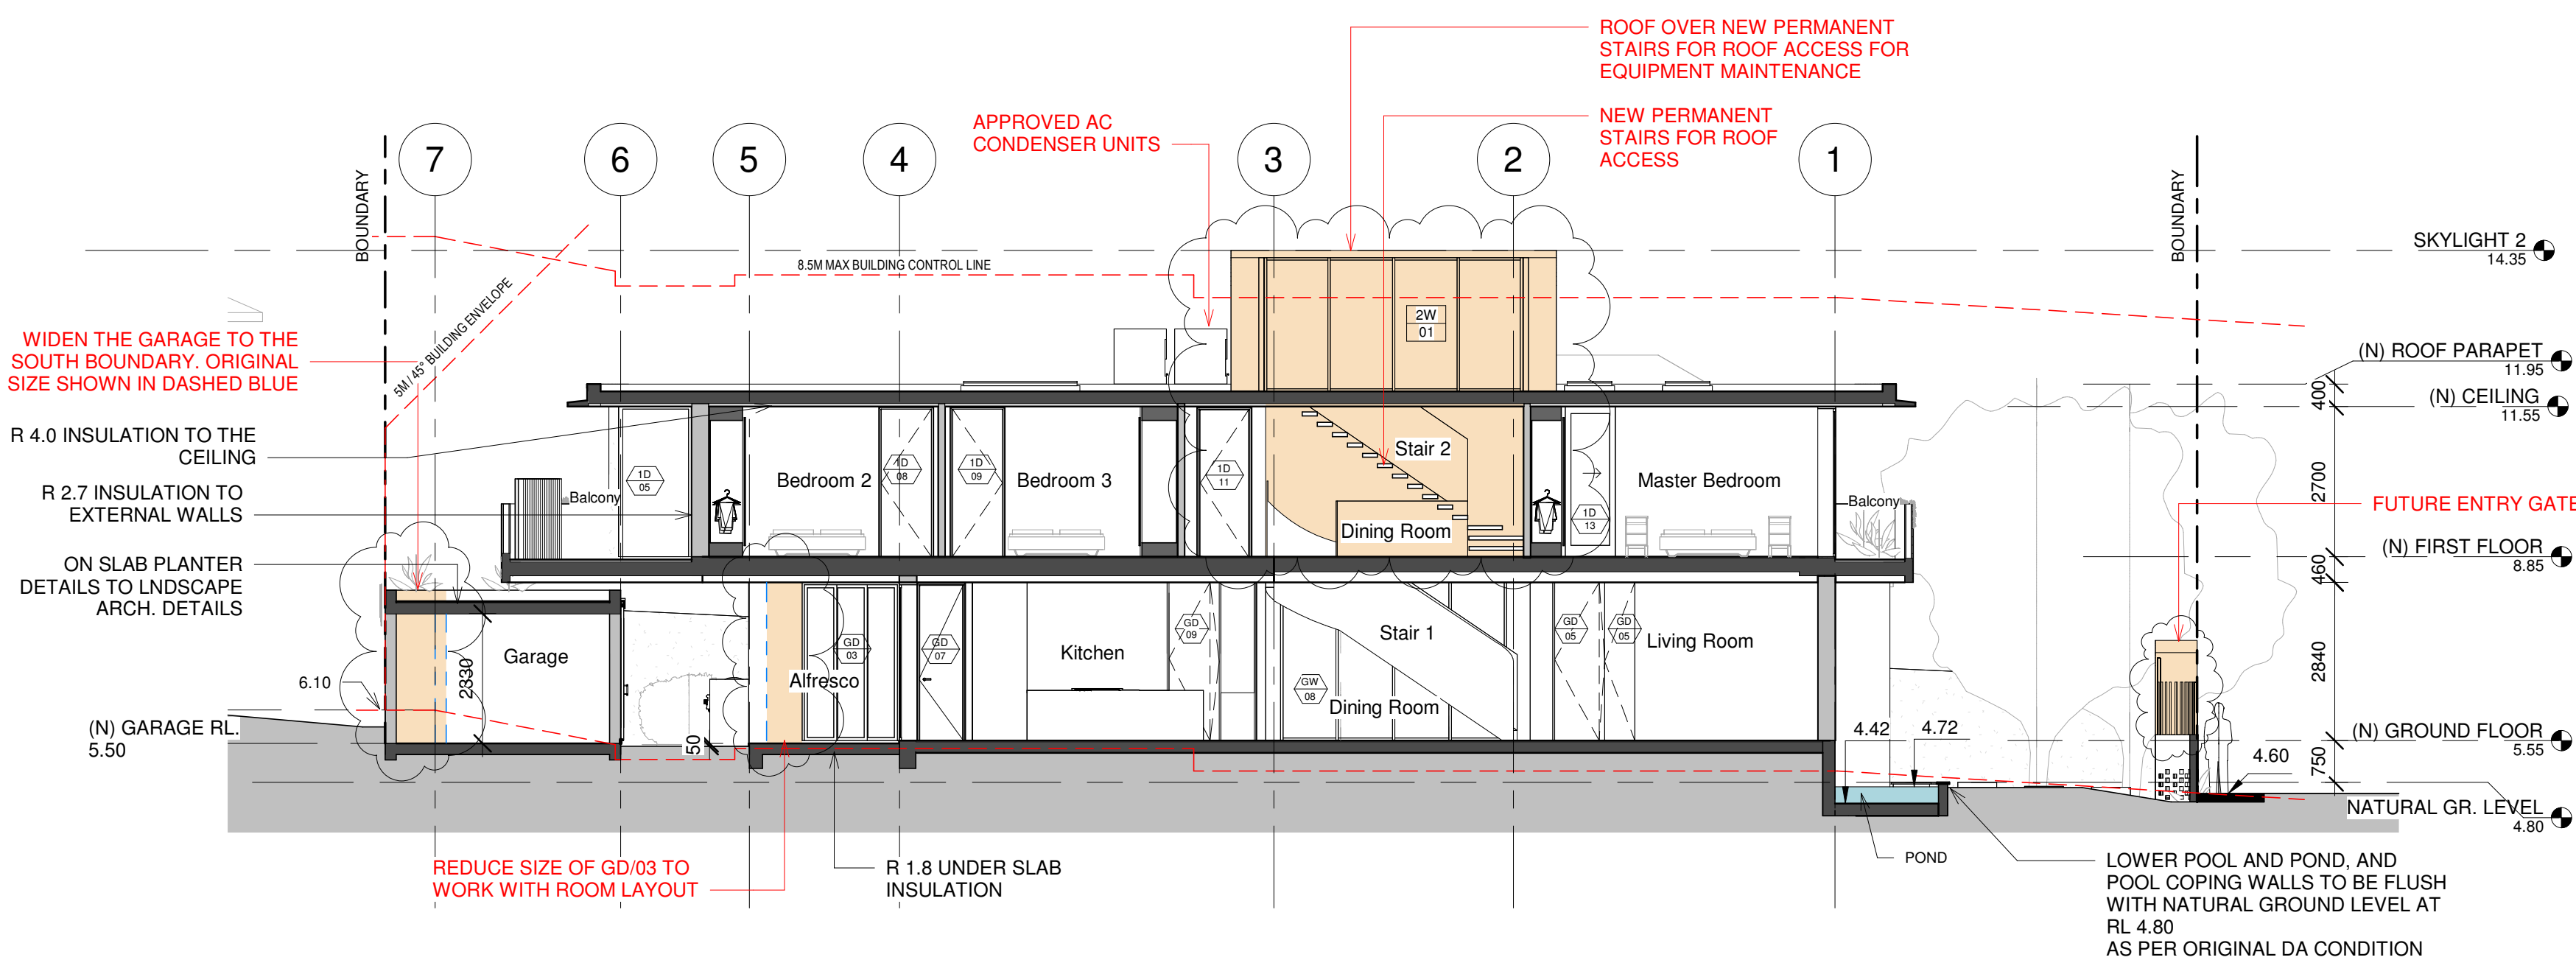 ROOF OVER NEW PERMANENT
STAIRS FOR ROOF ACCESS FOR
EQUIPMENT MAINTENANCE
APPROVED AC
CONDENSER UNITS
NEW PERMANENT
STAIRS FOR ROOF
ACCESS
BOUNDARY
7
6
5
4
3
2
1
BOUNDARY
SKYLIGHT 2
14.35
8.5M MAX BUILDING CONTROL LINE
5M / 45° BUILDING ENVELOPE
2W
01
WIDEN THE GARAGE TO THE
SOUTH BOUNDARY. ORIGINAL
SIZE SHOWN IN DASHED BLUE
(N) ROOF PARAPET
11.95
400
(N) CEILING
11.55
R 4.0 INSULATION TO THE
CEILING
R 2.7 INSULATION TO
EXTERNAL WALLS
ON SLAB PLANTER
DETAILS TO LNDSCAPE
ARCH. DETAILS
Balcony
1D
05
Bedroom 2
1D
08
1D
09
Bedroom 3
1D
11
Stair 2
Dining Room
1D
13
Master Bedroom
Balcony
2700
FUTURE ENTRY GATE
(N) FIRST FLOOR
8.85
460
Garage
2330
Alfresco
GD
03
GD
07
Kitchen
GD
09
Stair 1
GW
08
Dining Room
GD
05
GD
05
Living Room
2840
6.10
(N) GARAGE RL.
5.50
50
4.42
4.72
(N) GROUND FLOOR
5.55
750
4.60
NATURAL GR. LEVEL
4.80
REDUCE SIZE OF GD/03 TO
WORK WITH ROOM LAYOUT
R 1.8 UNDER SLAB
INSULATION
POND
LOWER POOL AND POND, AND
POOL COPING WALLS TO BE FLUSH
WITH NATURAL GROUND LEVEL AT
RL 4.80
AS PER ORIGINAL DA CONDITION